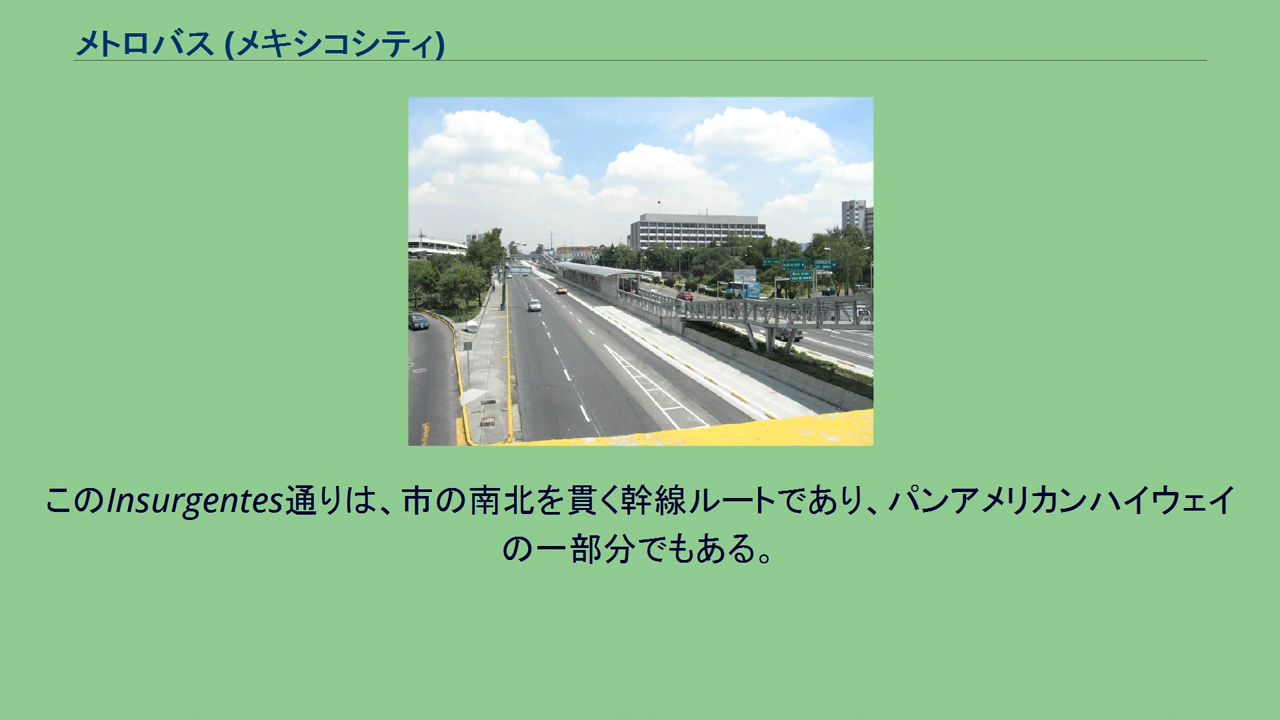 メトロバス (メキシコシティ)
このInsurgentes通りは、市の南北を貫く幹線ルートであり、パンアメリカンハイウェイ
の一部分でもある。